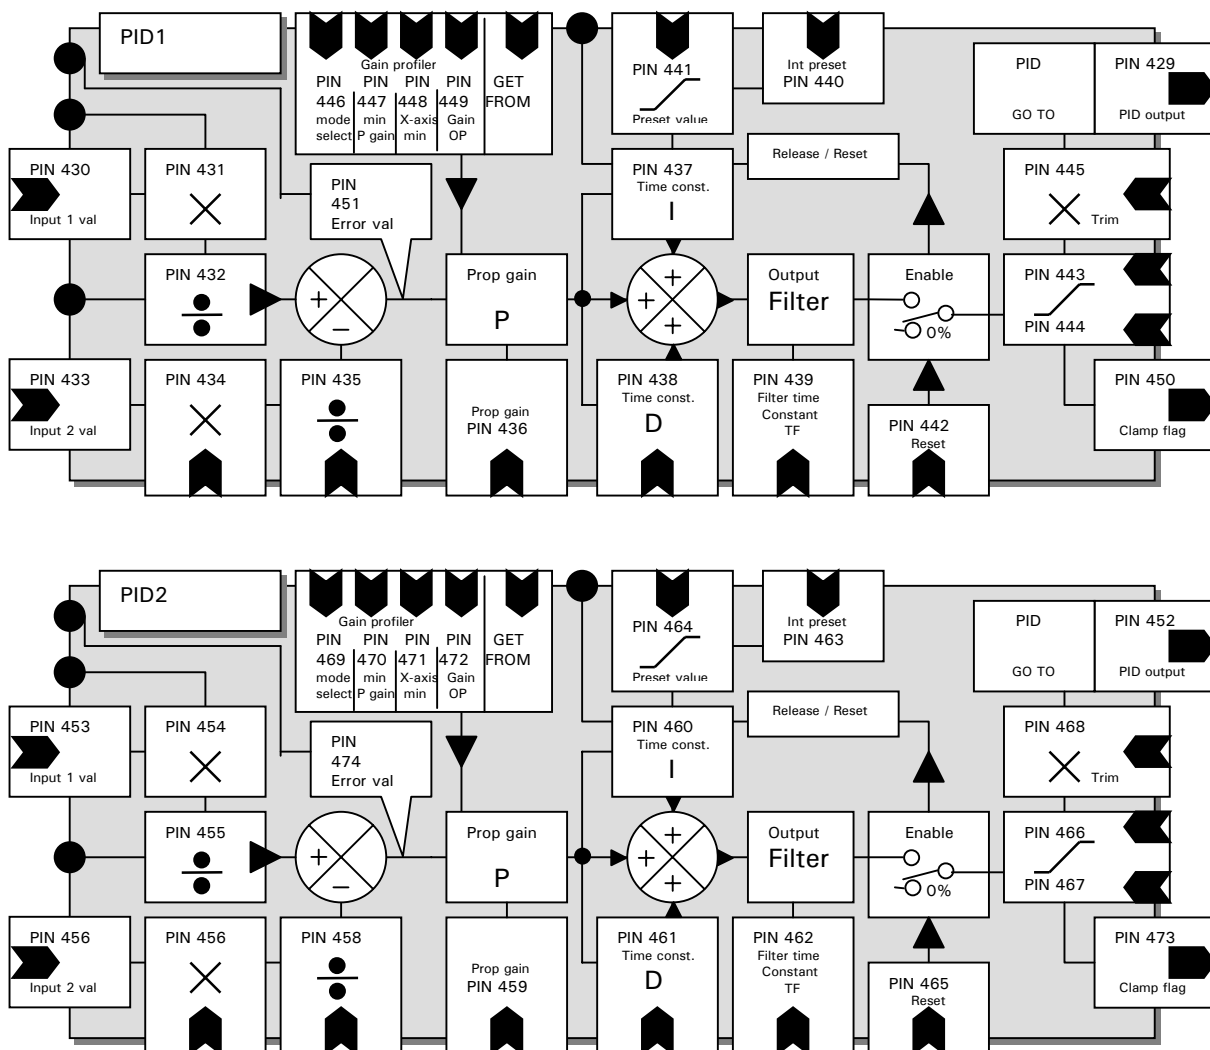 PID1
Gain profiler
PIN PIN PIN PIN GET
446 447 448 449 FROM
mode min X-axis Gain
select P gain min OP
PIN 441
Preset value
Int preset
PIN 440
PID
GO TO
PIN 429
PID output
PIN 430
Input 1 val
PIN 431
PIN
451
Error val
PIN 437
Time const.
I
Release / Reset
PIN 445
Trim
PIN 432
+
–
Prop gain
P
+
+
+
Output
Filter
Enable
0%
PIN 443
PIN 444
PIN 433
Input 2 val
PIN 434
PIN 435
Prop gain
PIN 436
PIN 438
Time const.
D
PIN 439
Filter time
Constant
TF
PIN 442
Reset
PIN 450
Clamp flag
PID2
Gain profiler
PIN PIN PIN PIN GET
469 470 471 472 FROM
mode min X-axis Gain
select P gain min OP
PIN 464
Preset value
Int preset
PIN 463
PID
GO TO
PIN 452
PID output
PIN 453
Input 1 val
PIN 454
PIN
474
Error val
PIN 460
Time const.
I
Release / Reset
PIN 468
Trim
PIN 455
+
–
Prop gain
P
+
+
+
Output
Filter
Enable
0%
PIN 466
PIN 467
PIN 456
Input 2 val
PIN 456
PIN 458
Prop gain
PIN 459
PIN 461
Time const.
D
PIN 462
Filter time
Constant
TF
PIN 465
Reset
PIN 473
Clamp flag